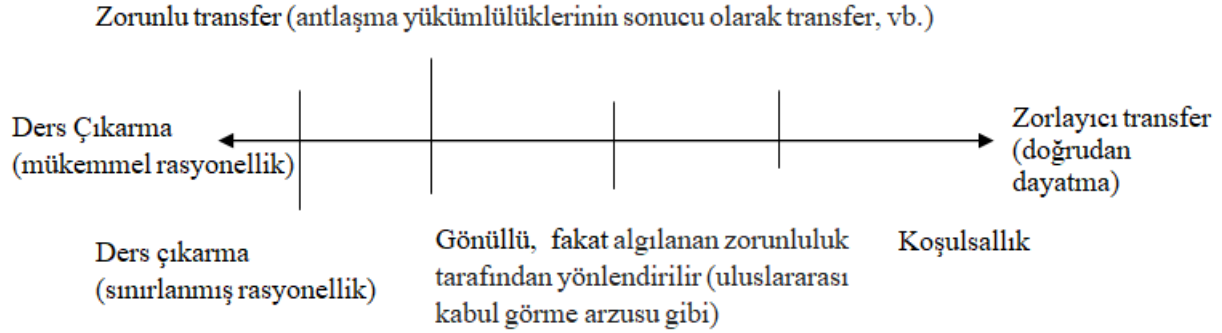 Zorunlu transfer (antlaşma yükümlülüklerinin sonucu olarak transfer, vb.)
Ders Çıkarma
(mükemmel rasyonellik)
Zorlayıcı transfer
(doğrudan
dayatma)
Ders çıkarma
(sınırlanmış rasyonellik)
Gönüllü, fakat algılanan zorunluluk
tarafından yönlendirilir (uluslararası
kabul görme arzusu gibi)
Koşulsallık